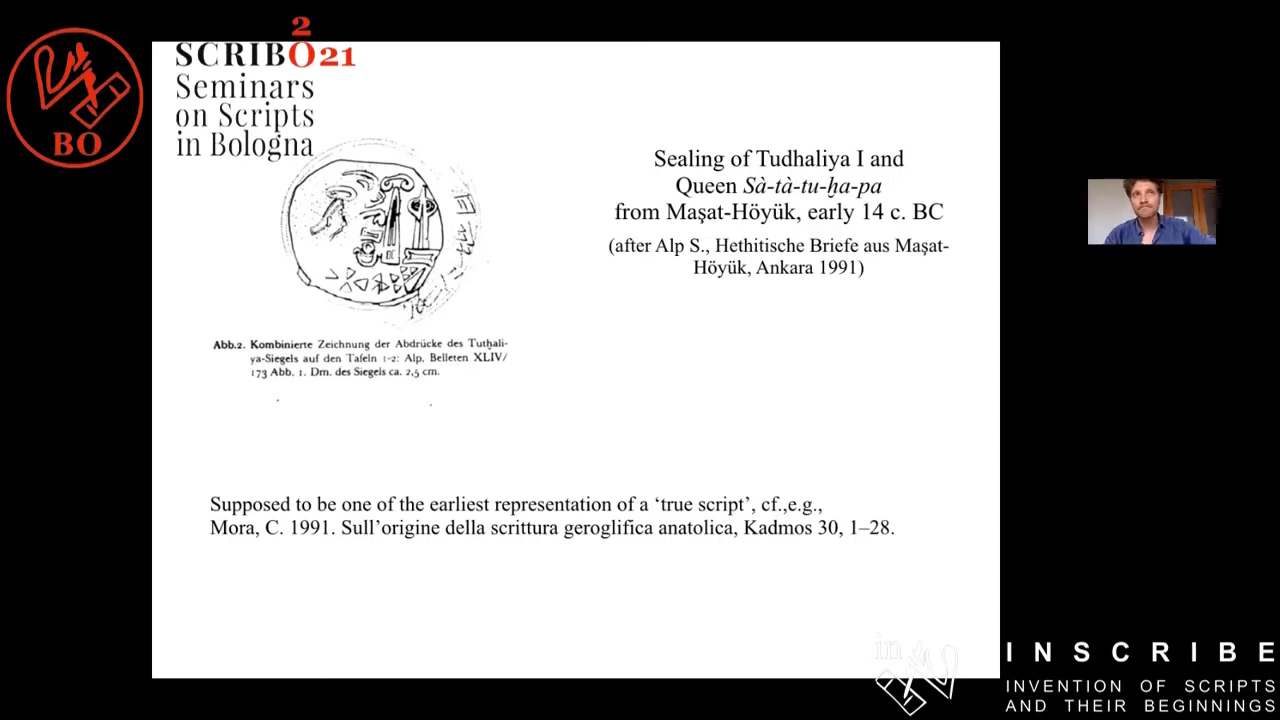 2
SCRIBO21
Seminars
on Scripts
in Bologna
BO
Sealing of Tudhaliya I and
Queen Sà-tà-tu-ḫa-pa
from Maşat-Höyük, early 14 c. BC
(after Alp S., Hethitische Briefe aus Maşat-
Höyük, Ankara 1991)
Abb.2. Kombinierte Zeichnung der Abdrücke des Tutḫali-
ya-Siegels auf den Tafeln 1-2: Alp, Belleten XLIV/
173 Abb. 1. Dm. des Siegels ca. 2,5 cm.
Supposed to be one of the earliest representation of a ‘true script’, cf.,e.g.,
Mora, C. 1991. Sull’origine della scrittura geroglifica anatolica, Kadmos 30, 1–28.
in
INSCRIBE
INVENTION OF SCRIPTS
AND THEIR BEGINNINGS